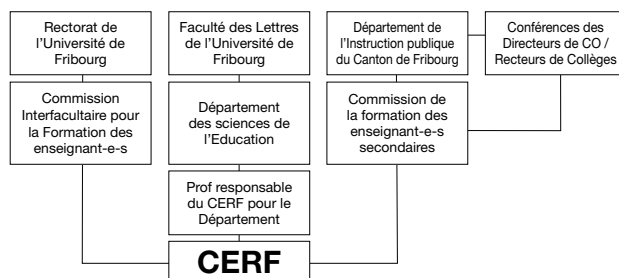 Rectorat de
l'Université de
Fribourg
Faculté des Lettres
de l'Université de
Fribourg
Département de
l'Instruction publique
du Canton de Fribourg
Conférences des
Directeurs de CO /
Recteurs de Collèges
Commission
Interfacultaire pour
la Formation des
enseignant-e-s
Département
des sciences de
l'Education
Commission de
la formation des
enseignant-e-s
secondaires
Prof responsable
du CERF pour le
Département
CERF